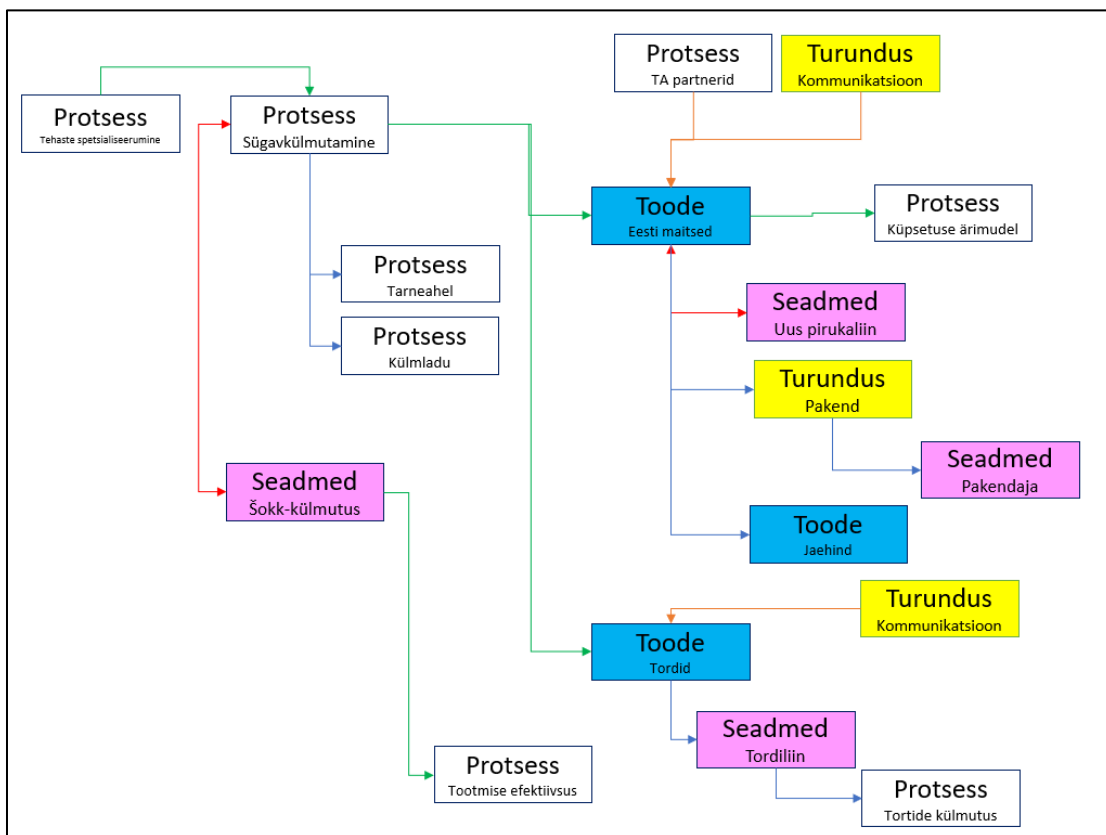 Protsess
TA partnerid
Turundus
Kommunikatsioon
Protsess
Tehaste spetsialiseerumine
Protsess
Sügavkülmutamine
Toode
Eesti maitsed
Protsess
Küpsetuse ärimudel
Protsess
Tarneahel
Seadmed
Uus pirukaliin
Protsess
Külmladu
Turundus
Pakend
Seadmed
Pakendaja
Seadmed
Šokk-külmutus
Toode
Jaehind
Turundus
Kommunikatsioon
Toode
Tordid
Seadmed
Tordiliin
Protsess
Tootmise efektiivsus
Protsess
Tortide külmutus